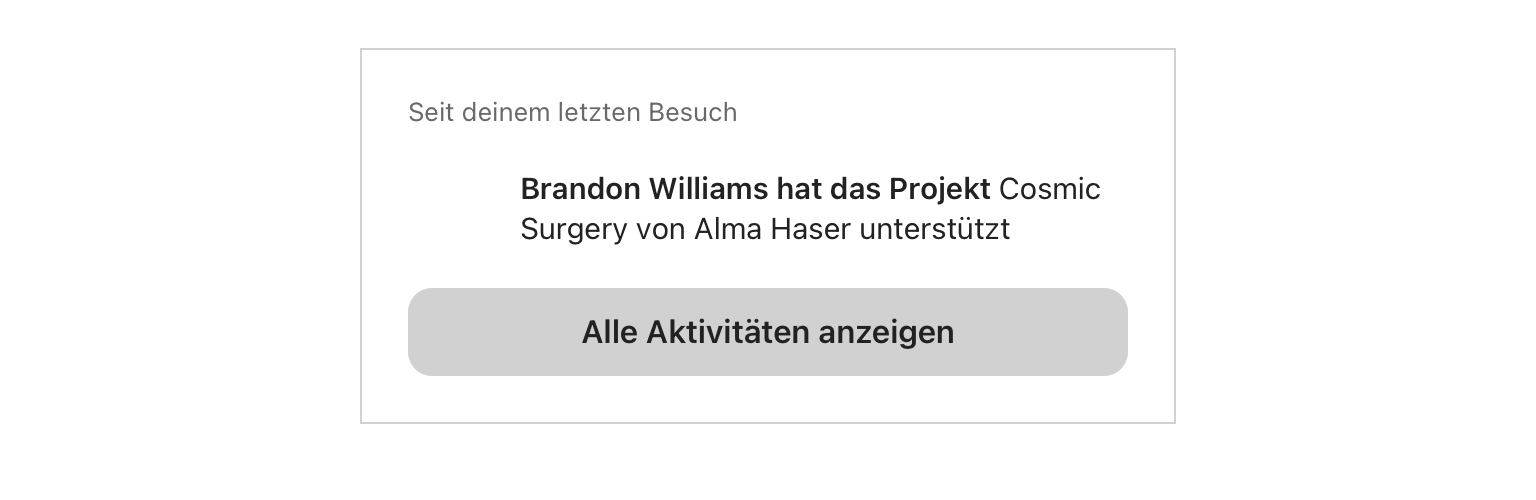 Seit deinem letzten Besuch
Brandon Williams hat das Projekt Cosmic
Surgery von Alma Haser unterstützt
Alle Aktivitäten anzeigen